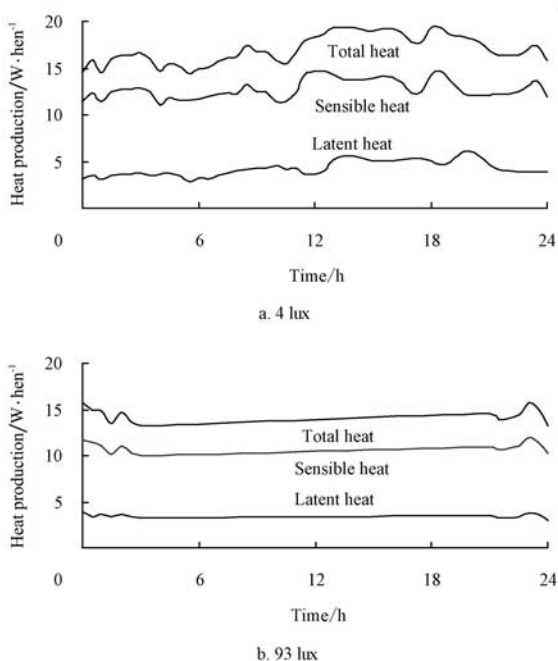 Heat production/W·hen⁻¹
20
15
10
5
0
Total heat
Sensible heat
Latent heat
6
12
18
24
Time/h
a. 4 lux
Heat production/W·hen⁻¹
20
15
10
5
0
Total heat
Sensible heat
Latent heat
6
12
18
24
Time/h
b. 93 lux